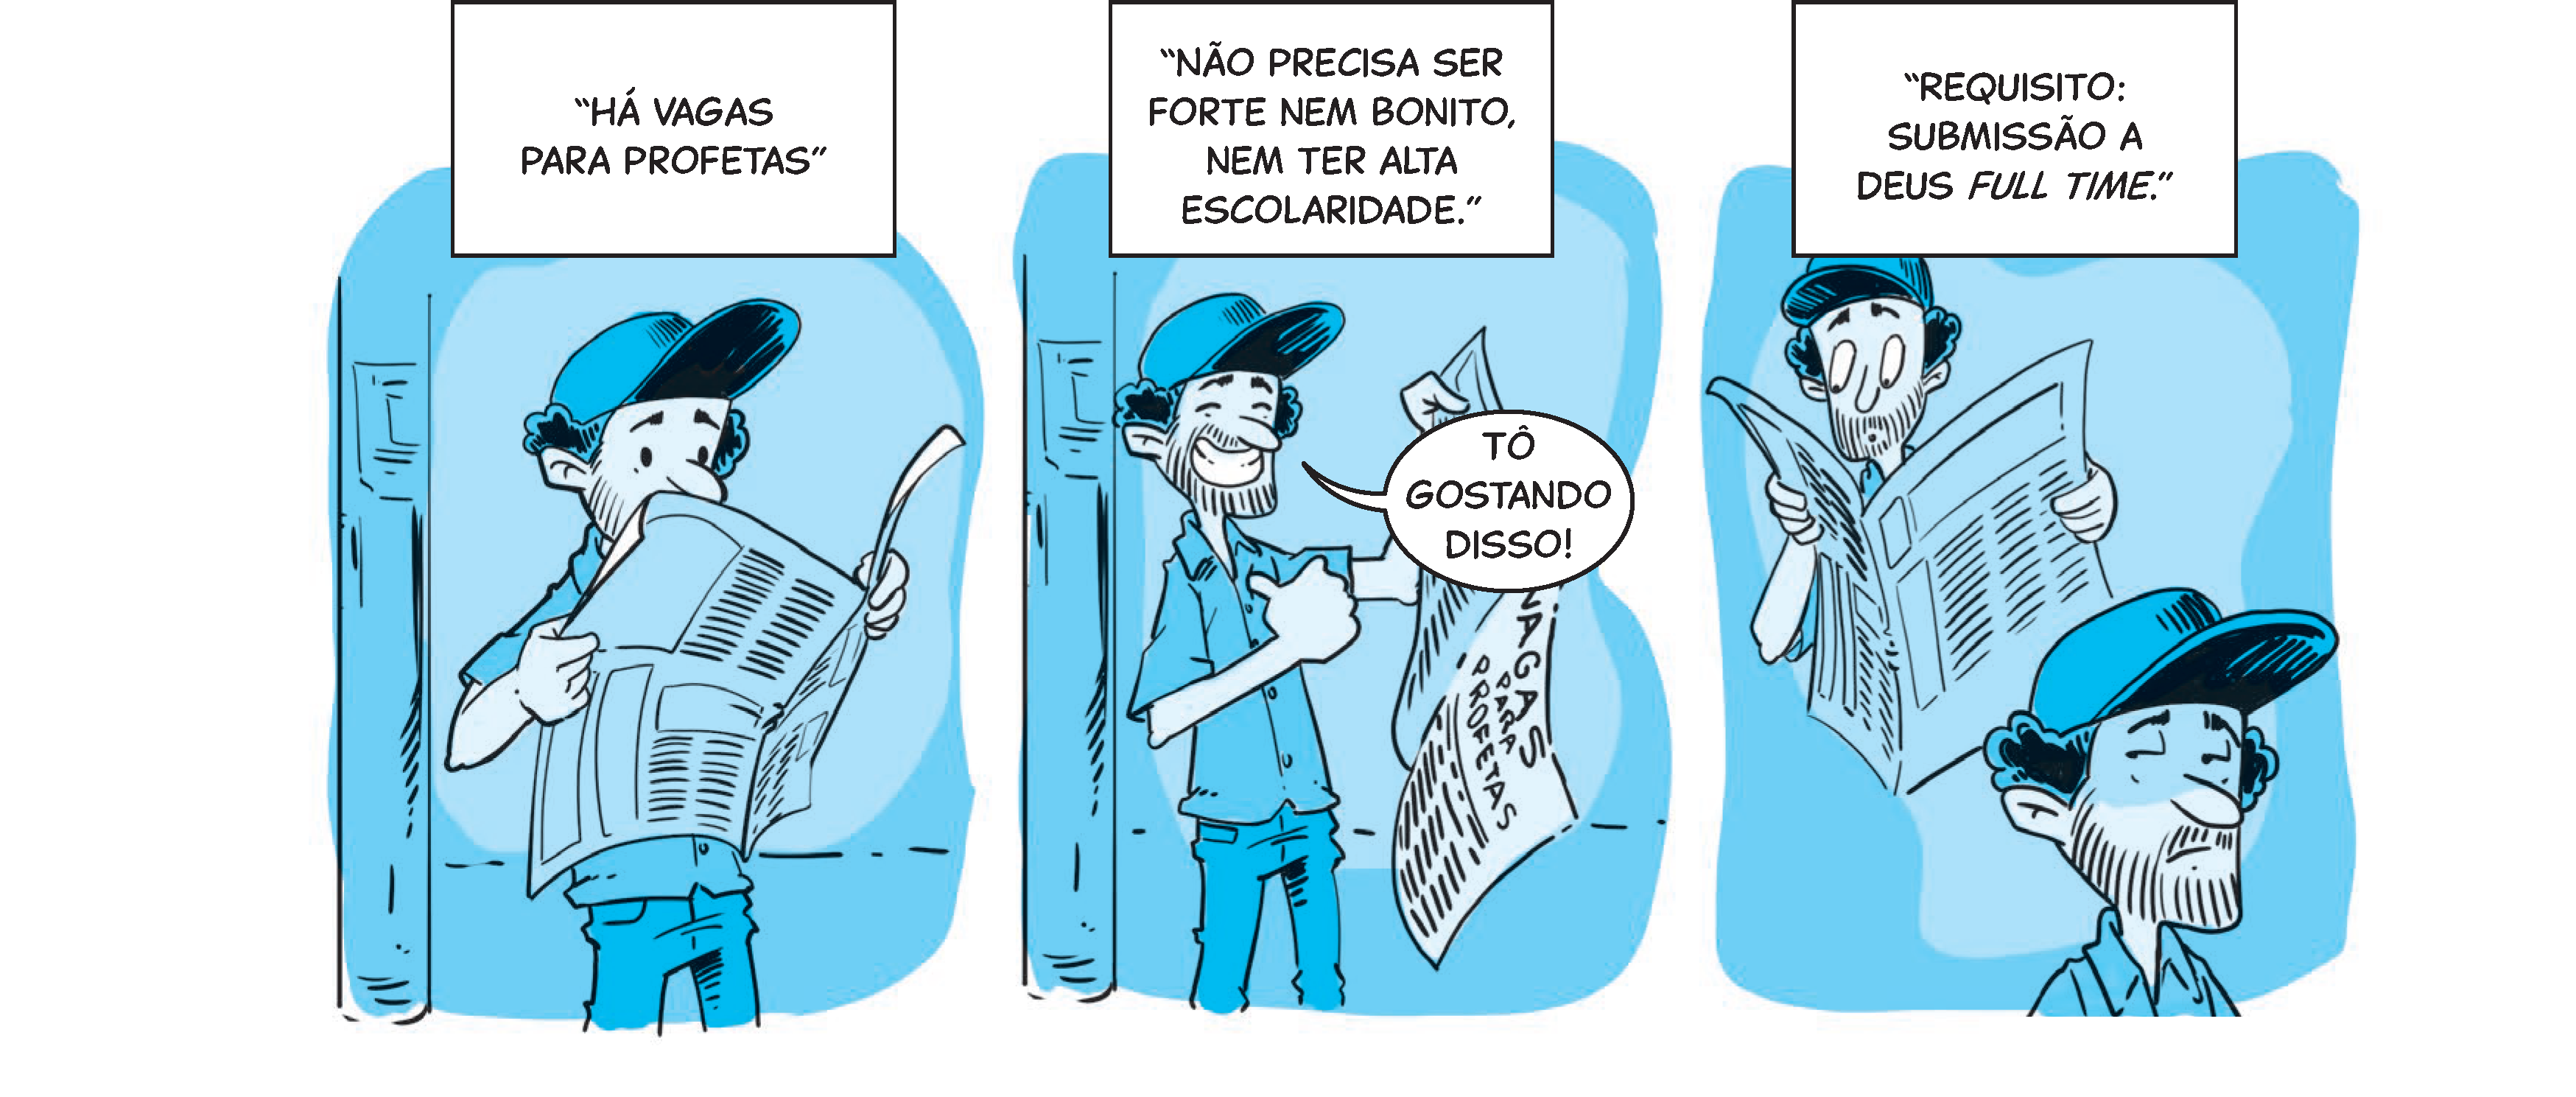 “HÁ VAGAS
PARA PROFETAS”
“NÃO PRECISA SER
FORTE NEM BONITO,
NEM TER ALTA
ESCOLARIDADE.”
TÔ
GOSTANDO
DISSO!
VAGAS
PARA
PROFETAS
“REQUISITO:
SUBMISSÃO A
DEUS FULL TIME.”